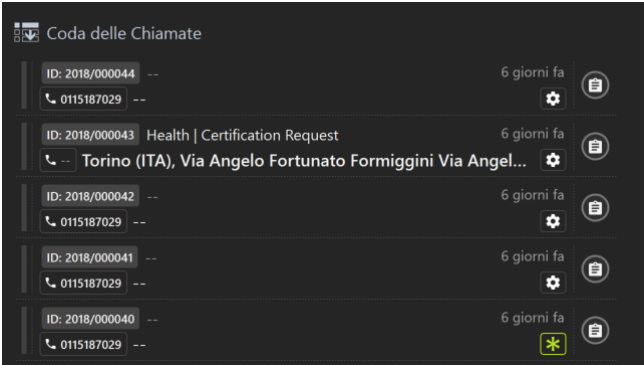 Coda delle Chiamate
ID: 2018/000044 -- 6 giorni fa
0115187029 --
ID: 2018/000043 Health | Certification Request 6 giorni fa
-- Torino (ITA), Via Angelo Fortunato Formiggini Via Angel...
ID: 2018/000042 -- 6 giorni fa
0115187029 --
ID: 2018/000041 -- 6 giorni fa
0115187029 --
ID: 2018/000040 -- 6 giorni fa
0115187029 --